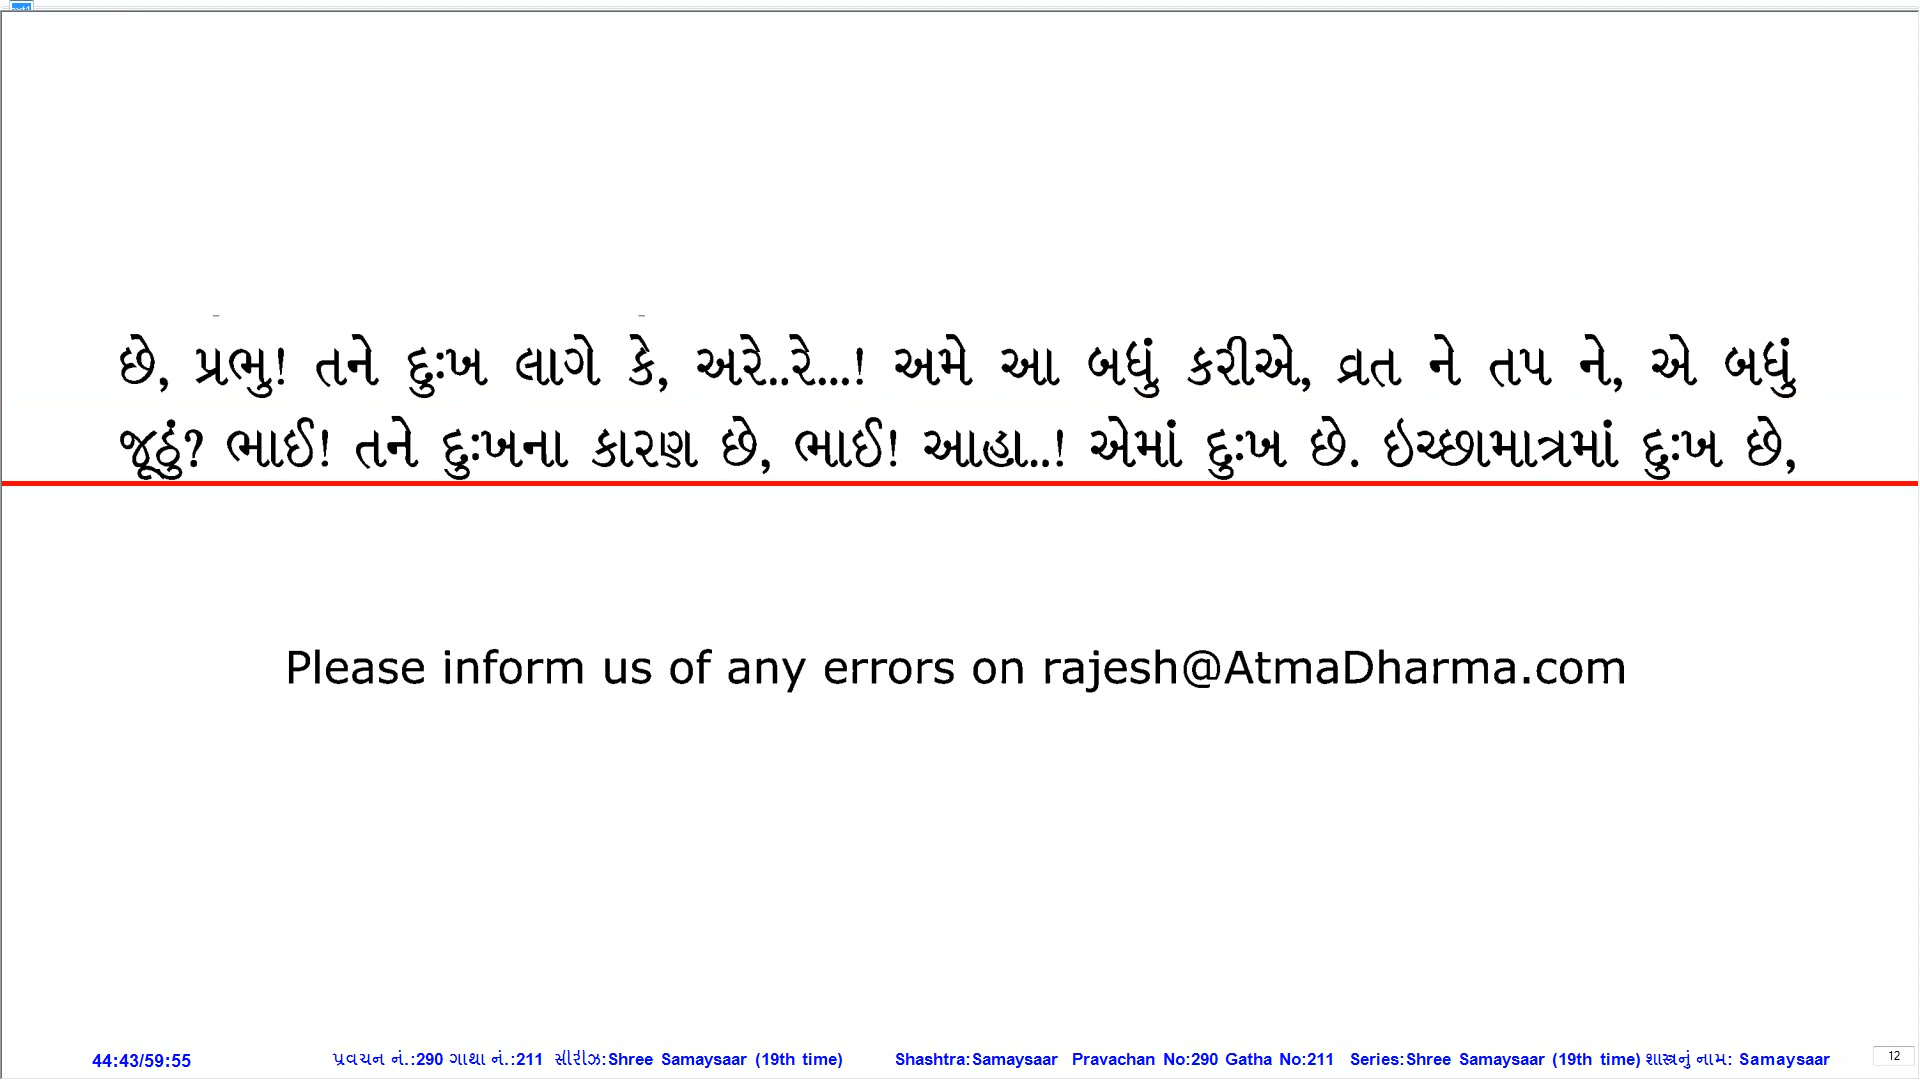 છે, પ્રભુ! તને દુઃખ લાગે કે, અરે..રે...! અમે આ બધું કરીએ, વ્રત ને તપ ને, એ બધું
જૂઠું? ભાઈ! તને દુઃખના કારણ છે, ભાઈ! આહા..! એમાં દુઃખ છે. ઇચ્છામાત્રમાં દુઃખ છે,
Please inform us of any errors on rajesh@AtmaDharma.com
44:43/59:55 પ્રવચન નં.:290 ગાથા નં.:211 સીરીઝ:Shree Samaysaar (19th time) Shashtra:Samaysaar Pravachan No:290 Gatha No:211 Series:Shree Samaysaar (19th time) શાસ્ત્રનું નામ: Samaysaar 12